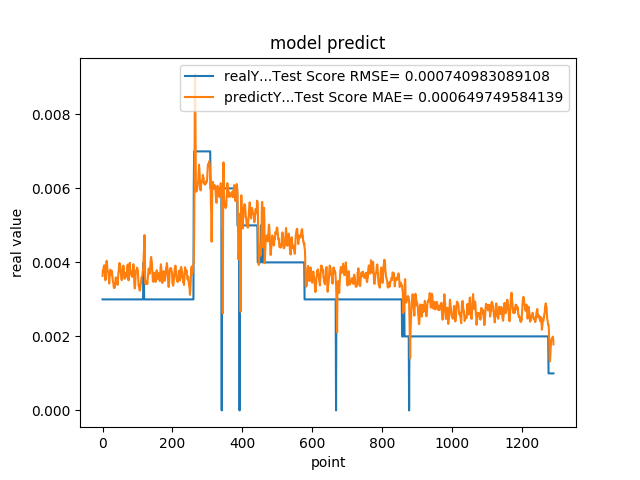 model predict
realY...Test Score RMSE= 0.000740983089108
predictY...Test Score MAE= 0.000649749584139
real value
0.008
0.006
0.004
0.002
0.000
0 200 400 600 800 1000 1200
point